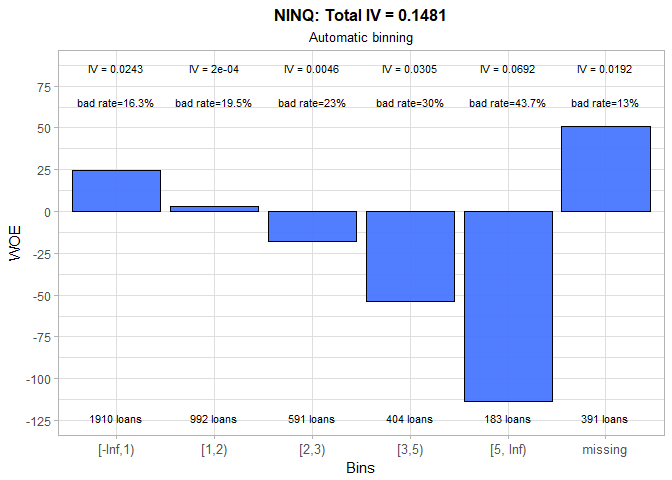 NINQ: Total IV = 0.1481
Automatic binning
IV = 0.0243 IV = 2e-04 IV = 0.0046 IV = 0.0305 IV = 0.0692 IV = 0.0192
75
bad rate=16.3% bad rate=19.5% bad rate=23% bad rate=30% bad rate=43.7% bad rate=13%
50
25
0
WOE
-25
-50
-75
-100
-125
1910 loans 992 loans 591 loans 404 loans 183 loans 391 loans
[-Inf,1) [1,2) [2,3) [3,5) [5, Inf) missing
Bins